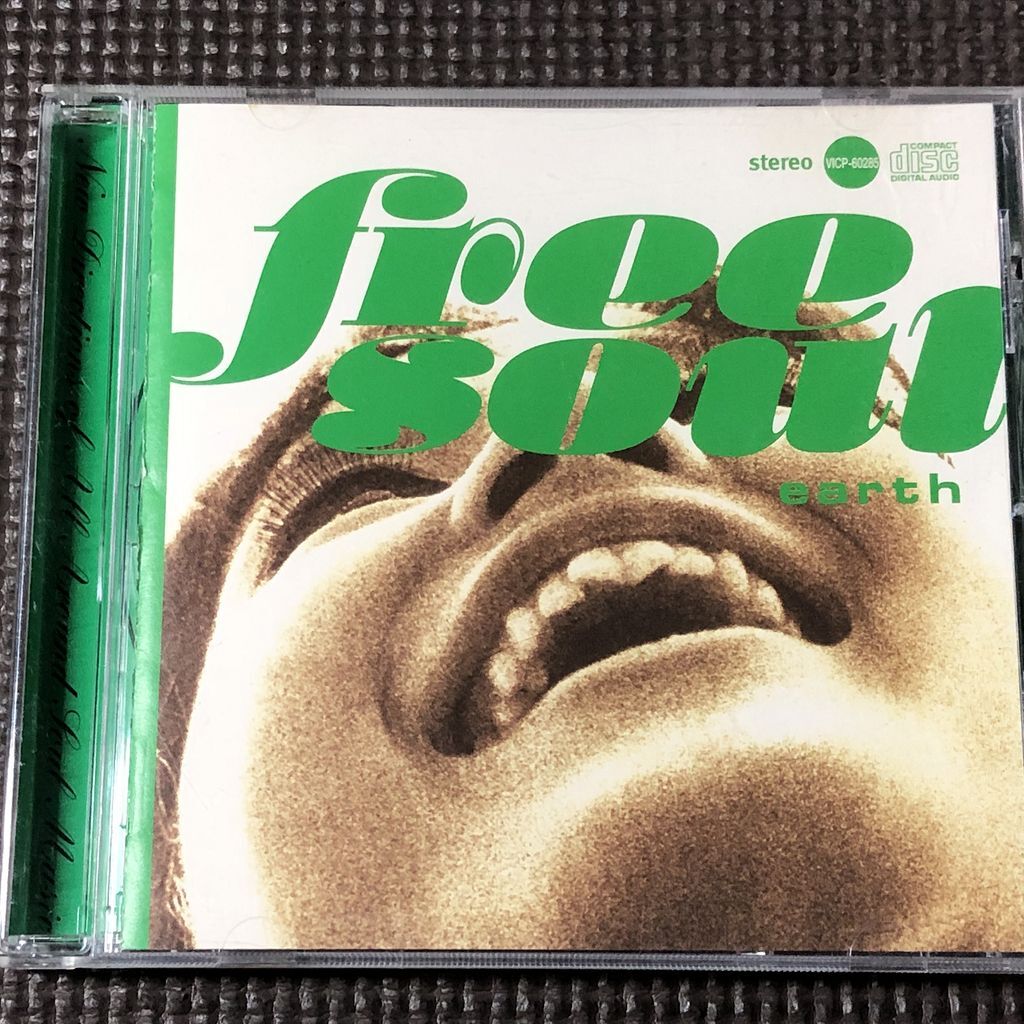 stereo
VICP-60285
COMPACT
disc
DIGITAL AUDIO
free
soul
earth